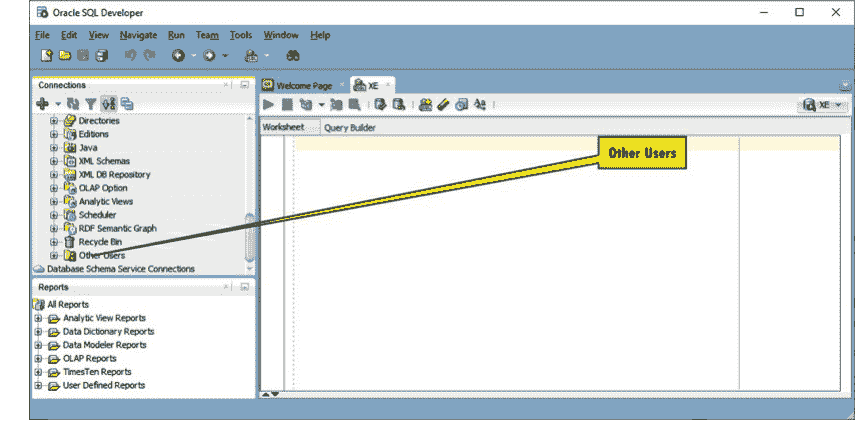 Oracle SQL Developer
File Edit View Navigate Run Team Tools Window Help
Connections
Welcome Page
XE
XE
Worksheet Query Builder
Directories
Editions
Java
XML Schemas
XML DB Repository
OLAP Option
Analytic Views
Scheduler
RDF Semantic Graph
Recycle Bin
Other Users
Database Schema Service Connections
Other Users
Reports
All Reports
Analytic View Reports
Data Dictionary Reports
Data Modeler Reports
OLAP Reports
TimesTen Reports
User Defined Reports